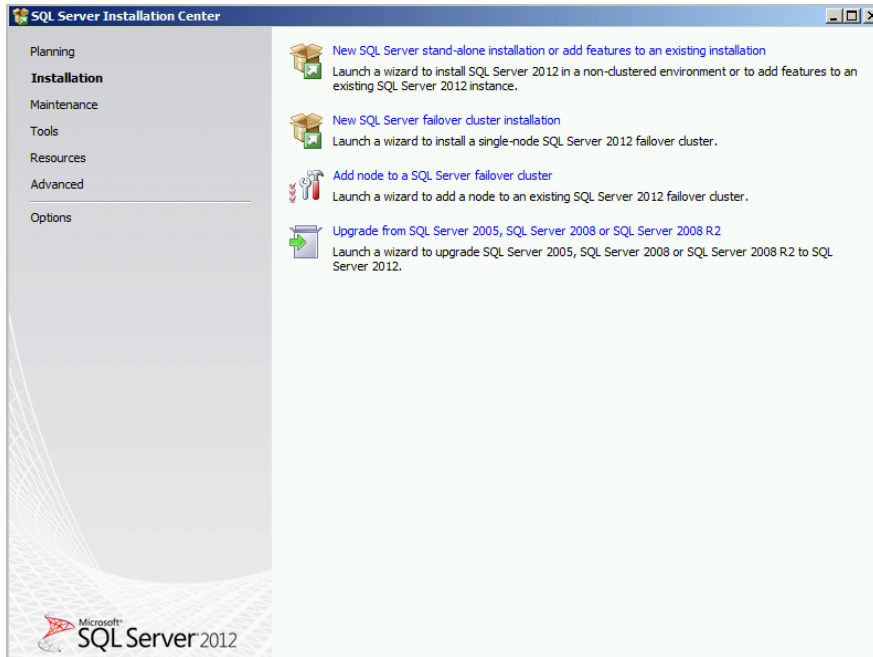 SQL Server Installation Center
Planning
Installation
Maintenance
Tools
Resources
Advanced
Options
New SQL Server stand-alone installation or add features to an existing installation
Launch a wizard to install SQL Server 2012 in a non-clustered environment or to add features to an
existing SQL Server 2012 instance.
New SQL Server failover cluster installation
Launch a wizard to install a single-node SQL Server 2012 failover cluster.
Add node to a SQL Server failover cluster
Launch a wizard to add a node to an existing SQL Server 2012 failover cluster.
Upgrade from SQL Server 2005, SQL Server 2008 or SQL Server 2008 R2
Launch a wizard to upgrade SQL Server 2005, SQL Server 2008 or SQL Server 2008 R2 to SQL
Server 2012.
Microsoft
SQL Server 2012